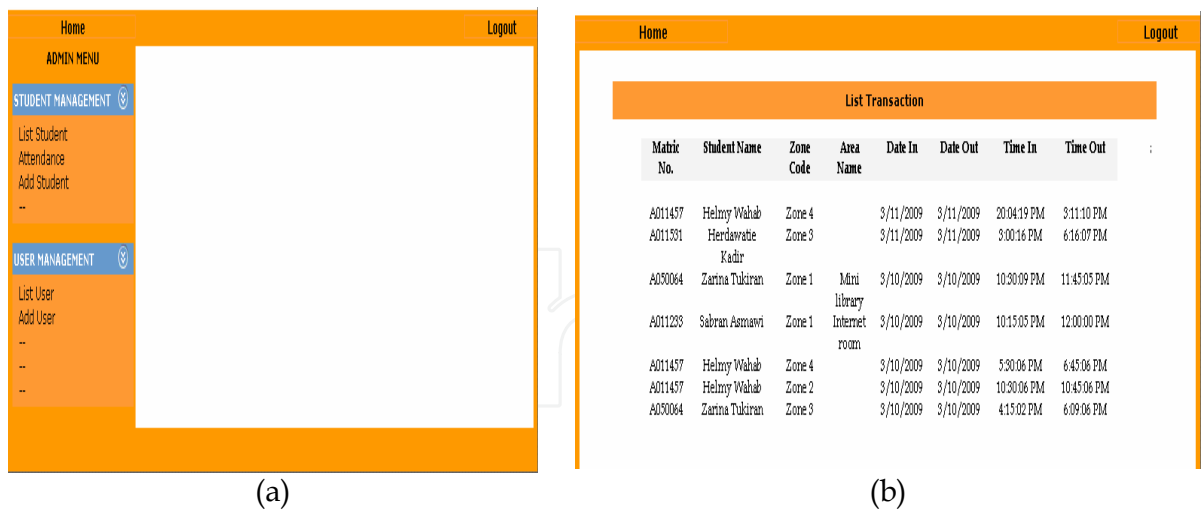 Home Logout
ADMIN MENU
STUDENT MANAGEMENT
List Student
Attendance
Add Student
--
USER MANAGEMENT
List User
Add User
--
--
--
(a)
Home Logout
List Transaction
Matric Student Name Zone Area Date In Date Out Time In Time Out ;
No. Code Name
A011457 Helmy Wahab Zone 4 3/11/2009 3/11/2009 20:04:19 PM 3:11:10 PM
A011531 Herdawatie Zone 3 3/11/2009 3/11/2009 3:00:16 PM 6:16:07 PM
Kadir
A050064 Zarina Tukiran Zone 1 Mini 3/10/2009 3/10/2009 10:30:09 PM 11:45:05 PM
library
A011233 Sabran Asmawi Zone 1 Internet 3/10/2009 3/10/2009 10:15:05 PM 12:00:00 PM
room
A011457 Helmy Wahab Zone 4 3/10/2009 3/10/2009 5:30:06 PM 6:45:06 PM
A011457 Helmy Wahab Zone 2 3/10/2009 3/10/2009 10:30:06 PM 10:45:06 PM
A050064 Zarina Tukiran Zone 3 3/10/2009 3/10/2009 4:15:02 PM 6:09:06 PM
(b)